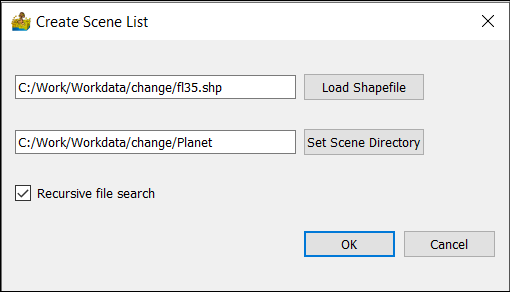 Create Scene List
C:/Work/Workdata/change/fl35.shp
Load Shapefile
C:/Work/Workdata/change/Planet
Set Scene Directory
Recursive file search
OK
Cancel